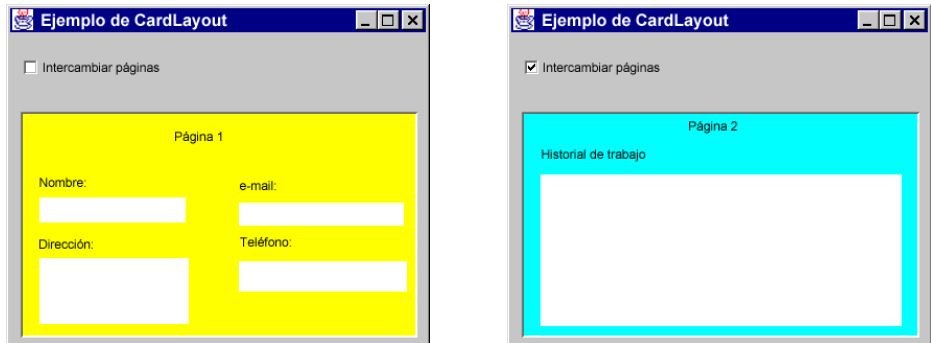 Ejemplo de CardLayout
Intercambiar páginas
Página 1
Nombre:
e-mail:
Dirección:
Teléfono:
Ejemplo de CardLayout
Intercambiar páginas
Página 2
Historial de trabajo